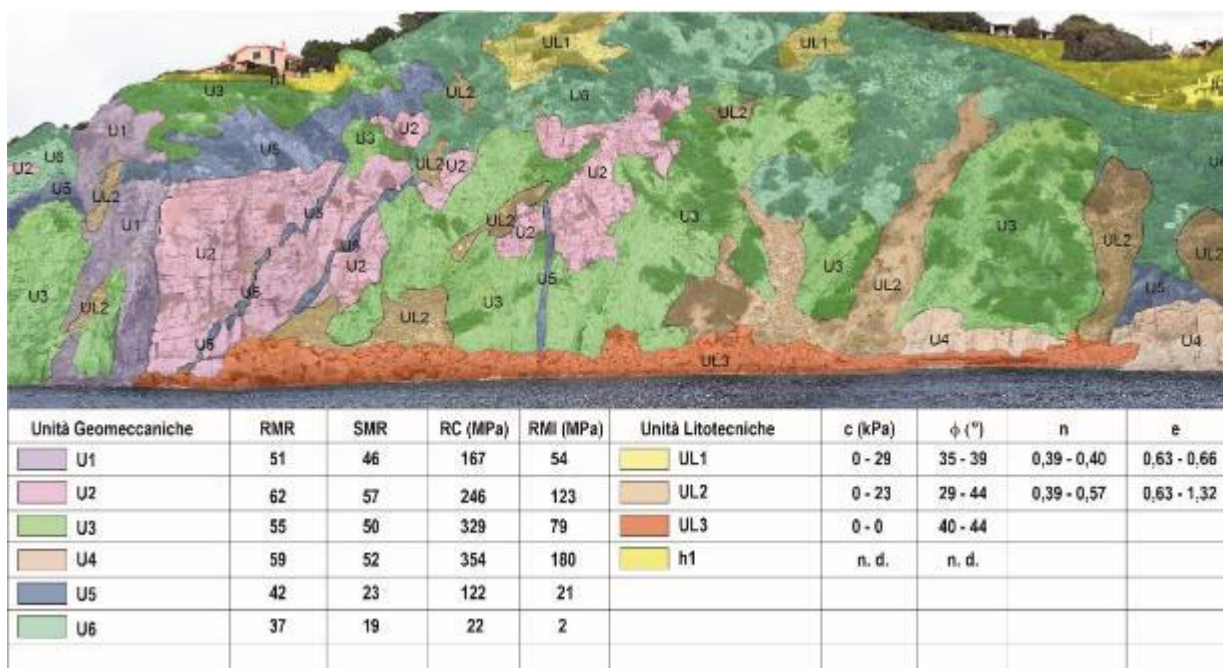 UL1
UL1
h1
U3
UL2
U6
U1
U2
UL2
U5
U3
U6
U2
U5
UL2
U2
UL2
U2
U1
U5
UL2
U2
U3
U2
U5
U2
U3
UL2
U2
U3
U5
UL2
UL2
U5
U3
UL2
UL2
U3
U5
U3
UL2
U5
U4
U4
UL3
Unità Geomeccaniche RMR SMR RC (MPa) RMI (MPa) Unità Litotecniche c (kPa) ϕ (°) n e
U1 51 46 167 54 UL1 0 - 29 35 - 39 0,39 - 0,40 0,63 - 0,66
U2 62 57 246 123 UL2 0 - 23 29 - 44 0,39 - 0,57 0,63 - 1,32
U3 55 50 329 79 UL3 0 - 0 40 - 44
U4 59 52 354 180 h1 n. d. n. d.
U5 42 23 122 21
U6 37 19 22 2